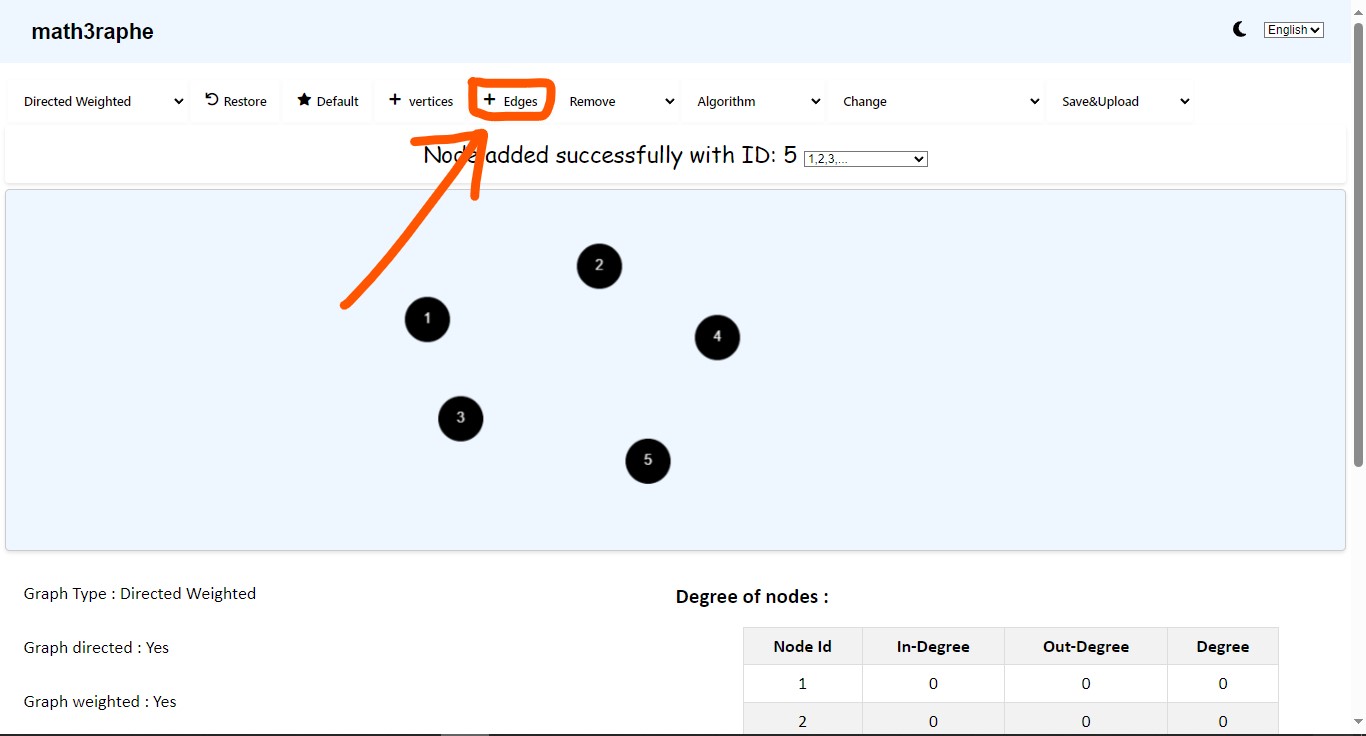 math3raphe
English
Directed Weighted Restore Default + vertices + Edges Remove Algorithm Change Save&Upload
Node added successfully with ID: 5 1,2,3,...
2
1
4
3
5
Graph Type : Directed Weighted
Graph directed : Yes
Graph weighted : Yes
Degree of nodes :
Node Id In-Degree Out-Degree Degree
1 0 0 0
2 0 0 0